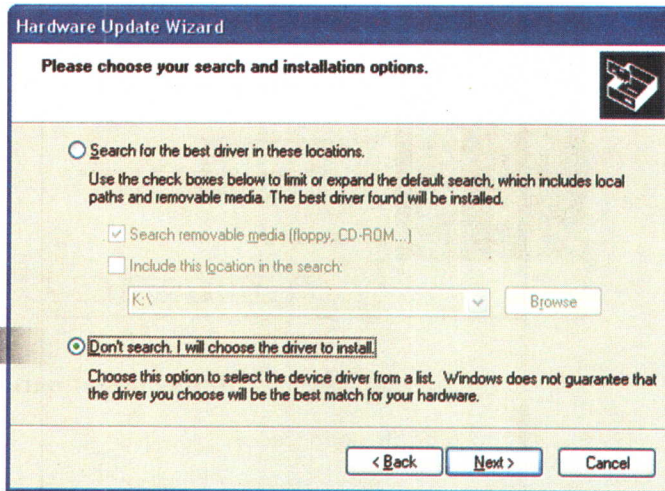 Hardware Update Wizard
Please choose your search and installation options.
Search for the best driver in these locations.
Use the check boxes below to limit or expand the default search, which includes local
paths and removable media. The best driver found will be installed.
Search removable media (floppy, CD-ROM...)
Include this location in the search:
K:\
Browse
Don't search. I will choose the driver to install.
Choose this option to select the device driver from a list. Windows does not guarantee that
the driver you choose will be the best match for your hardware.
< Back Next > Cancel